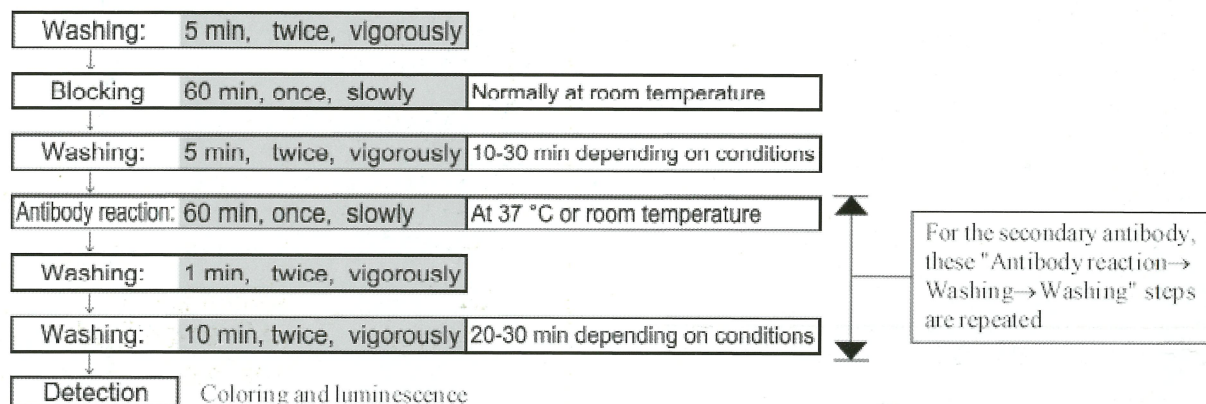 Washing: 5 min, twice, vigorously
Blocking 60 min, once, slowly Normally at room temperature
Washing: 5 min, twice, vigorously 10-30 min depending on conditions
Antibody reaction: 60 min, once, slowly At 37 °C or room temperature
Washing: 1 min, twice, vigorously
Washing: 10 min, twice, vigorously 20-30 min depending on conditions
Detection Coloring and luminescence
For the secondary antibody,
these "Antibody reaction→
Washing→Washing" steps
are repeated